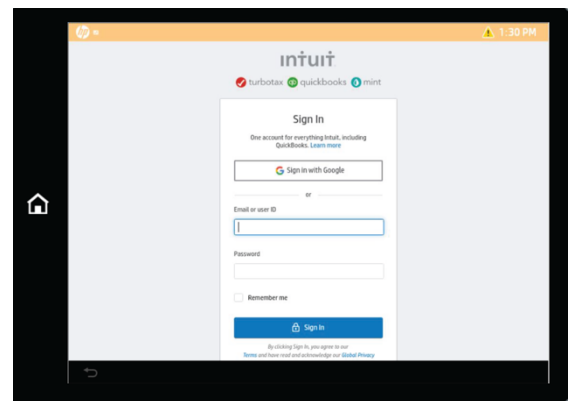 hp
1:30 PM
ıntuıt
turbotax quickbooks mint
Sign In
One account for everything Intuit, including
QuickBooks. Learn more
Sign in with Google
or
Email or user ID
Password
Remember me
Sign In
By clicking Sign In, you agree to our
Terms and have read and acknowledge our Global Privacy